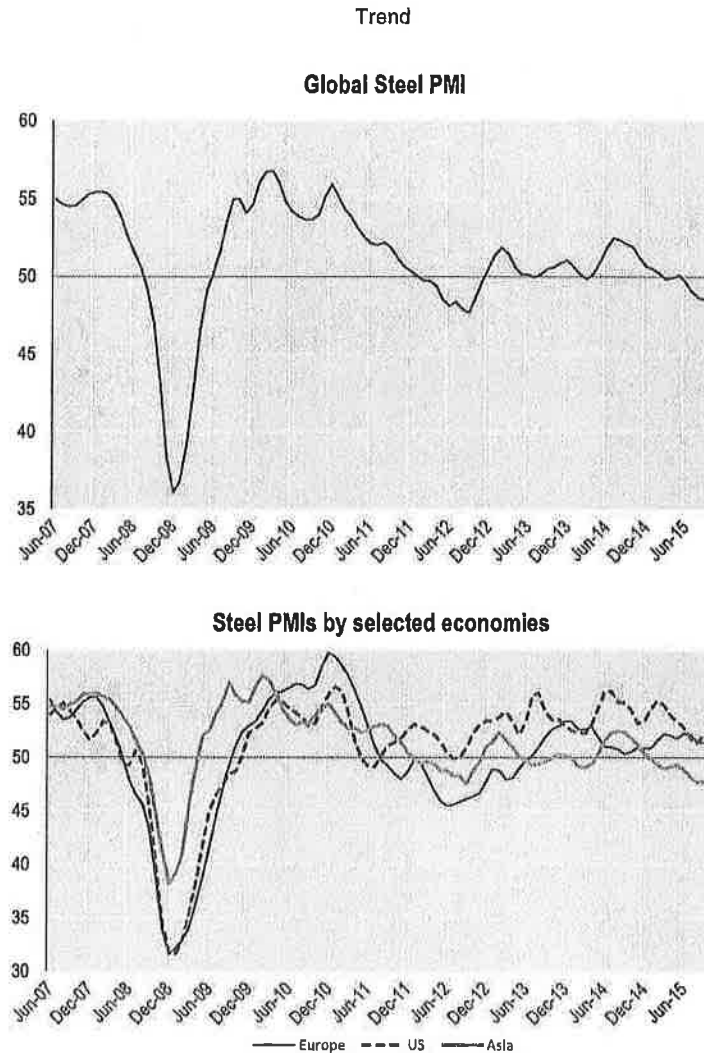 Trend
Global Steel PMI
60
55
50
45
40
35
Jun-07 Dec-07 Jun-08 Dec-08 Jun-09 Dec-09 Jun-10 Dec-10 Jun-11 Dec-11 Jun-12 Dec-12 Jun-13 Dec-13 Jun-14 Dec-14 Jun-15
Steel PMIs by selected economies
60
55
50
45
40
35
30
Jun-07 Dec-07 Jun-08 Dec-08 Jun-09 Dec-09 Jun-10 Dec-10 Jun-11 Dec-11 Jun-12 Dec-12 Jun-13 Dec-13 Jun-14 Dec-14 Jun-15
Europe US Asia